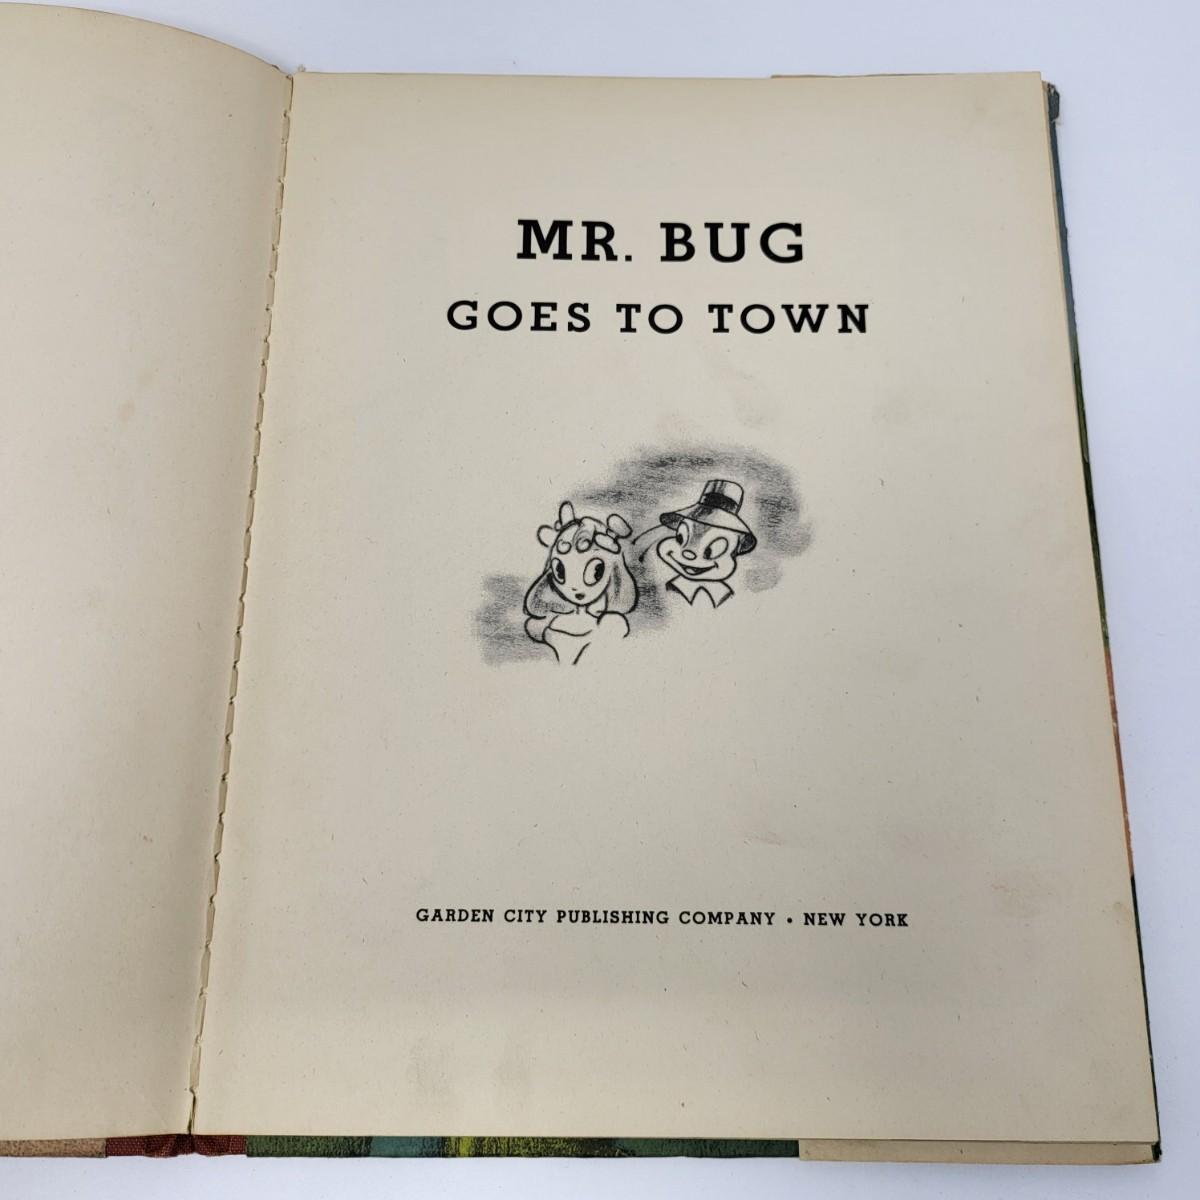 MR. BUG
GOES TO TOWN
GARDEN CITY PUBLISHING COMPANY • NEW YORK